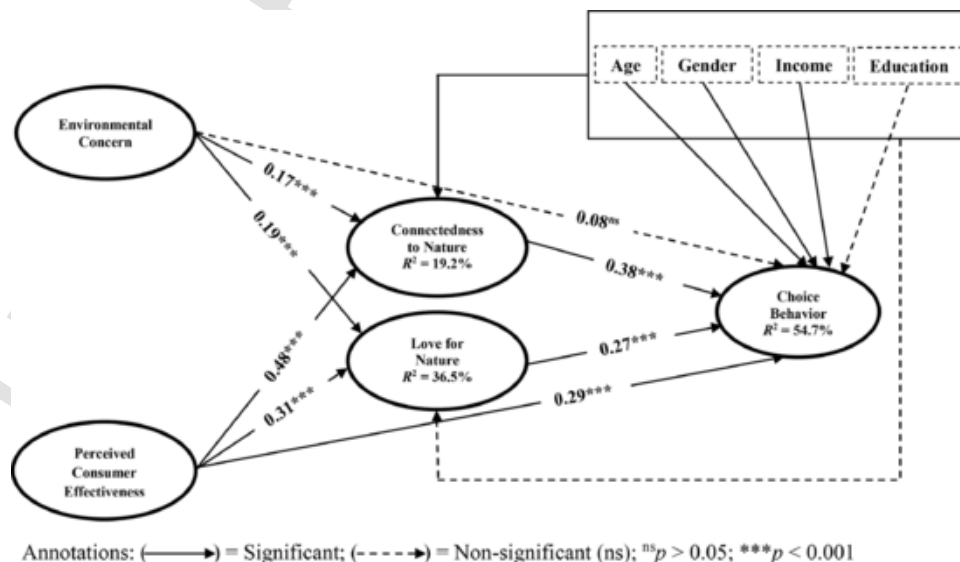 Age Gender Income Education
Environmental
Concern
0.17***
0.19***
0.08ns
Connectedness
to Nature
R² = 19.2%
0.38***
Choice
Behavior
R² = 54.7%
0.48***
Love for
Nature
R² = 36.5%
0.27***
0.31***
0.29***
Perceived
Consumer
Effectiveness
Annotations: (⟶) = Significant; (- - - →) = Non-significant (ns); nsp > 0.05; ***p < 0.001